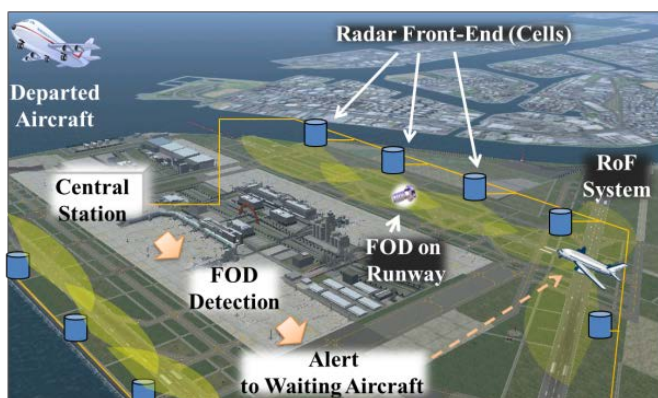 Radar Front-End (Cells)
Departed
Aircraft
RoF
System
Central
Station
FOD on
Runway
FOD
Detection
Alert
to Waiting Aircraft